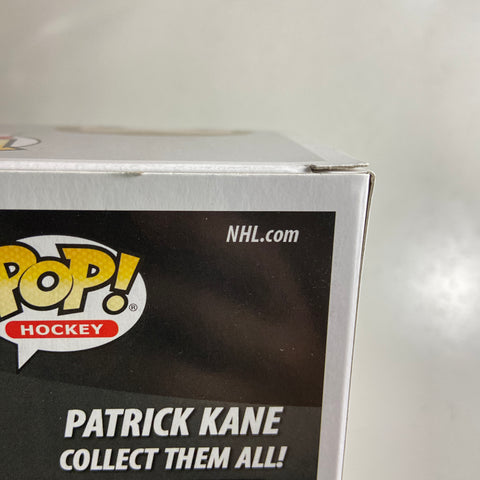 NHL.com
POP!®
HOCKEY
PATRICK KANE
COLLECT THEM ALL!